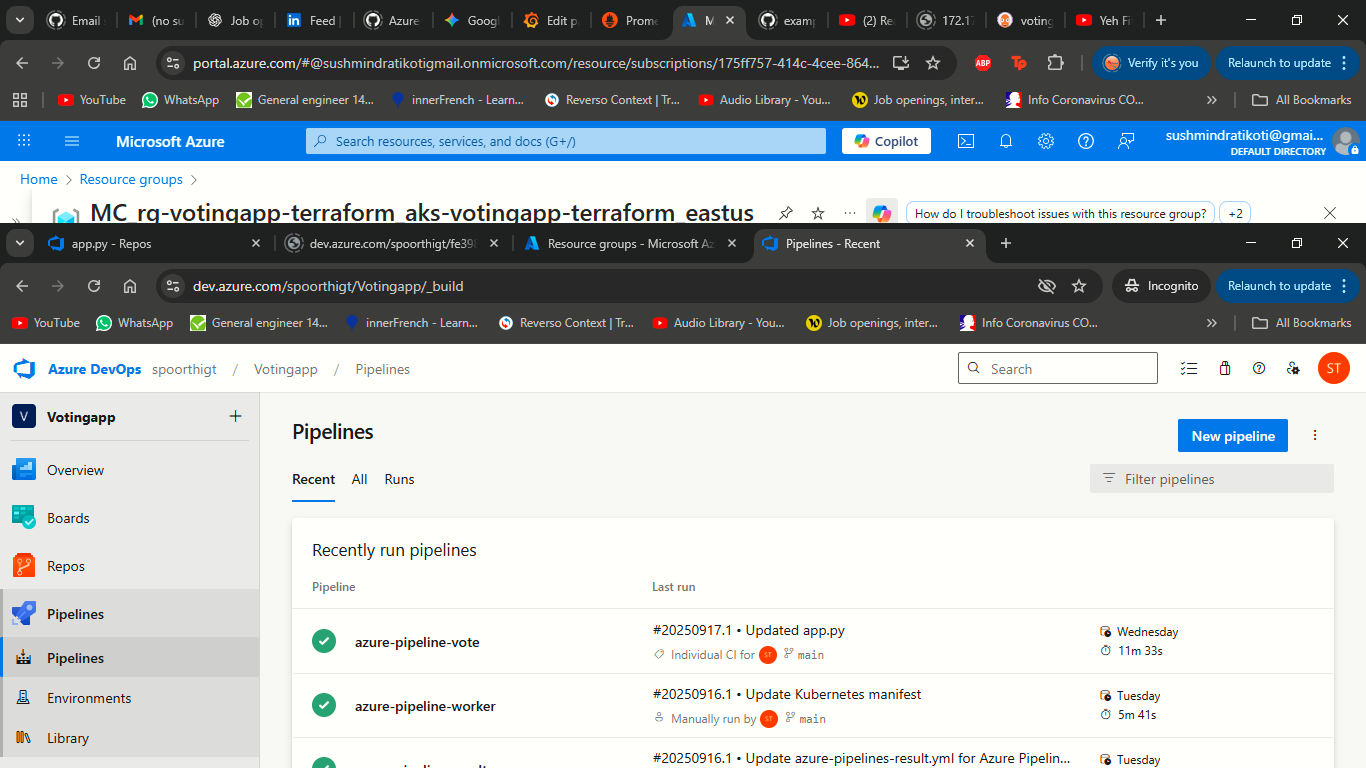 Email
(no su
Job op
Feed |
Azure
Googl
Edit p
Prome
M
examp
(2) Re
172.17
voting
Yeh Fi
portal.azure.com/#@sushmindratikotigmail.onmicrosoft.com/resource/subscriptions/175ff757-414c-4cee-864...
ABP
Verify it's you
Relaunch to update
YouTube
WhatsApp
General engineer 14...
innerFrench - Learn...
Reverso Context | Tr...
Audio Library - You...
Job openings, inter...
Info Coronavirus CO...
All Bookmarks
Microsoft Azure
Search resources, services, and docs (G+/)
Copilot
sushmindratikoti@gmai...
DEFAULT DIRECTORY
Home
Resource groups
MC_rg-votingapp-terraform_aks-votingapp-terraform_eastus
How do I troubleshoot issues with this resource group?
+2
app.py - Repos
dev.azure.com/spoorthigt/fe398
Resource groups - Microsoft Az
Pipelines - Recent
dev.azure.com/spoorthigt/Votingapp/_build
Incognito
Relaunch to update
YouTube
WhatsApp
General engineer 14...
innerFrench - Learn...
Reverso Context | Tr...
Audio Library - You...
Job openings, inter...
Info Coronavirus CO...
All Bookmarks
Azure DevOps
spoorthigt / Votingapp / Pipelines
Search
ST
V
Votingapp
Overview
Boards
Repos
Pipelines
Pipelines
Environments
Library
Pipelines
New pipeline
Recent
All
Runs
Filter pipelines
Recently run pipelines
Pipeline
Last run
azure-pipeline-vote
#20250917.1 • Updated app.py
Individual CI for ST main
Wednesday
11m 33s
azure-pipeline-worker
#20250916.1 • Update Kubernetes manifest
Manually run by ST main
Tuesday
5m 41s
#20250916.1 • Update azure-pipelines-result.yml for Azure Pipelin...
Tuesday